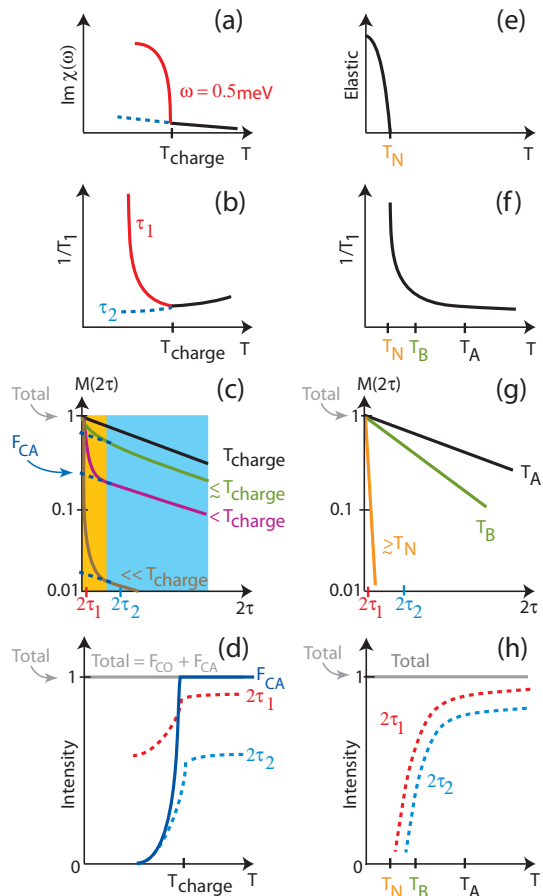 (a)
Im χ(ω)
ω = 0.5meV
T_charge
T
(e)
Elastic
T_N
T
(b)
1/T_1
τ_1
τ_2
T_charge
T
(f)
1/T_1
T_N
T_B
T_A
T
(c)
M(2τ)
Total
1
F_CA
0.1
0.01
T_charge
≲ T_charge
< T_charge
<< T_charge
2τ_1
2τ_2
2τ
(g)
M(2τ)
Total
1
0.1
0.01
T_A
T_B
≳ T_N
2τ_1
2τ_2
2τ
(d)
Total
Total = F_CO + F_CA
1
F_CA
2τ_1
2τ_2
Intensity
0
T_charge
T
(h)
Total
Total
1
2τ_1
2τ_2
Intensity
0
T_N
T_B
T_A
T